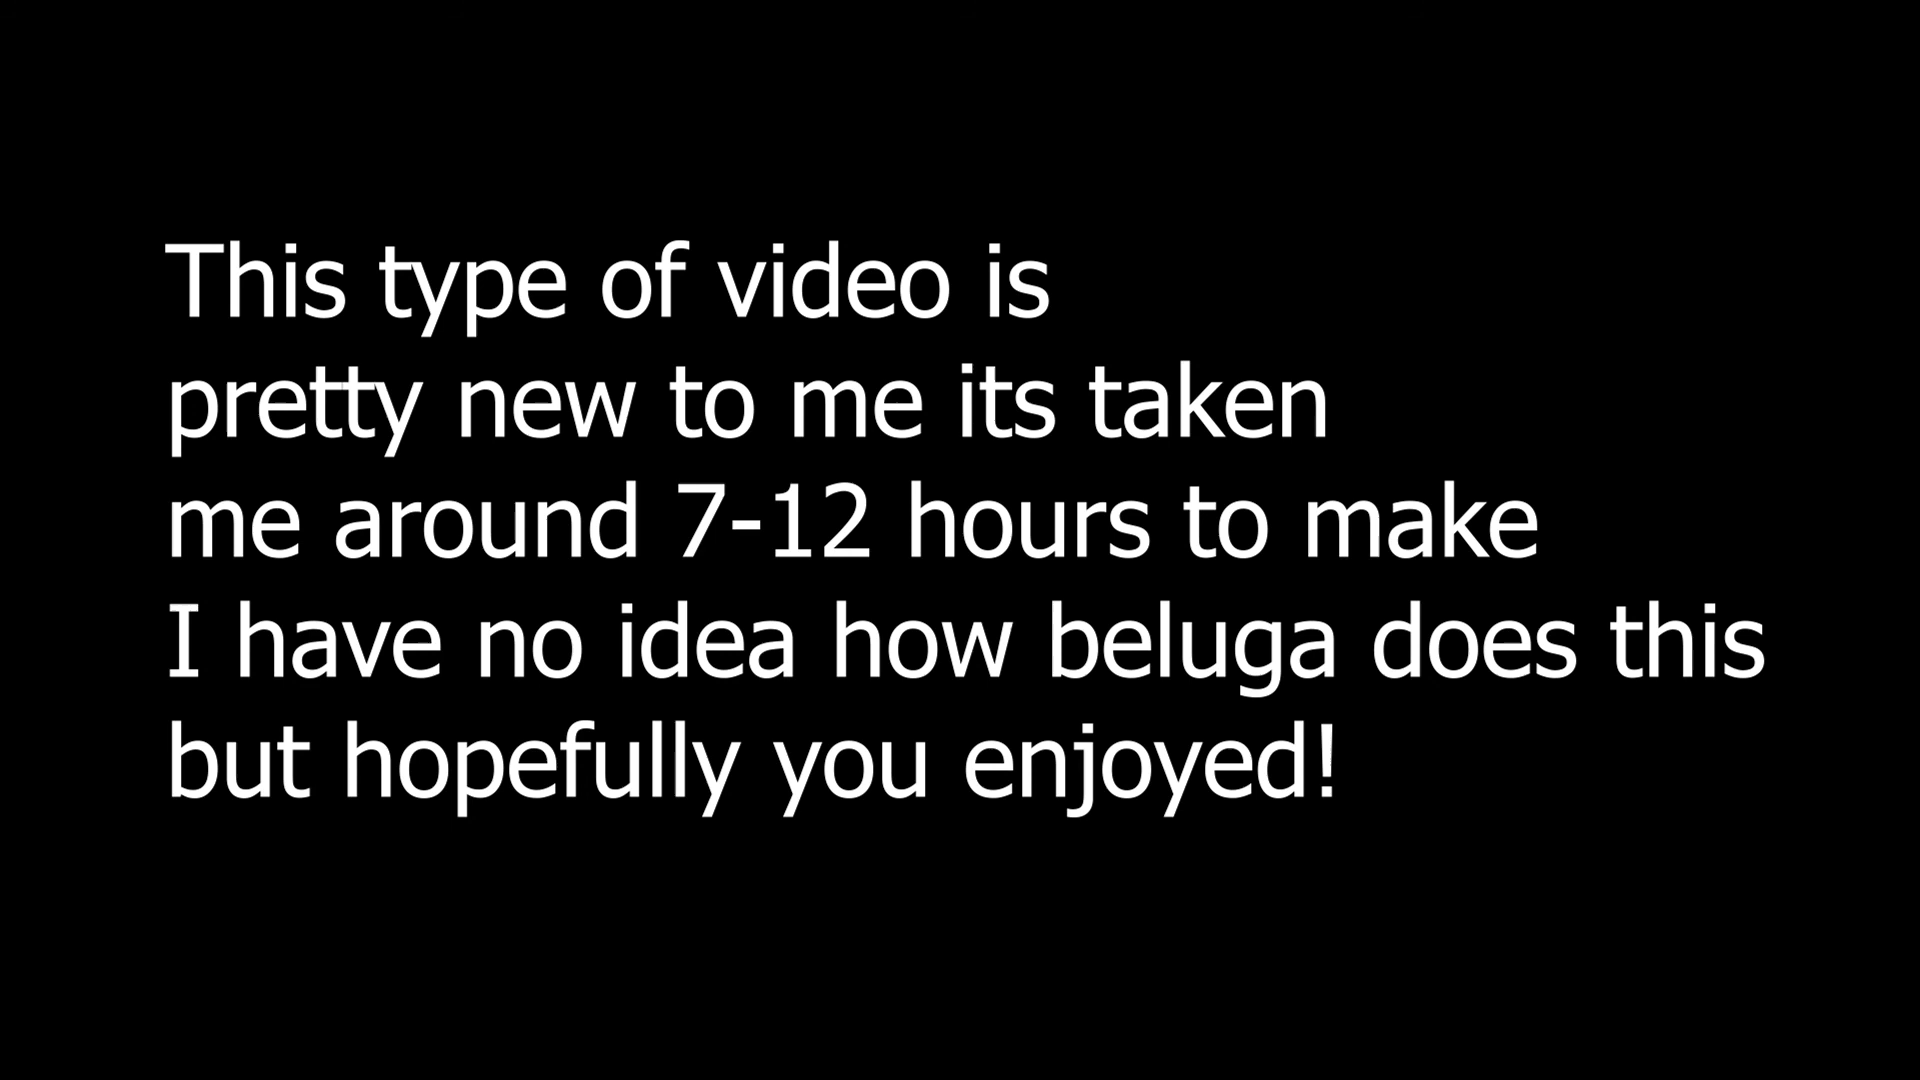 This type of video is
pretty new to me its taken
me around 7-12 hours to make
I have no idea how beluga does this
but hopefully you enjoyed!